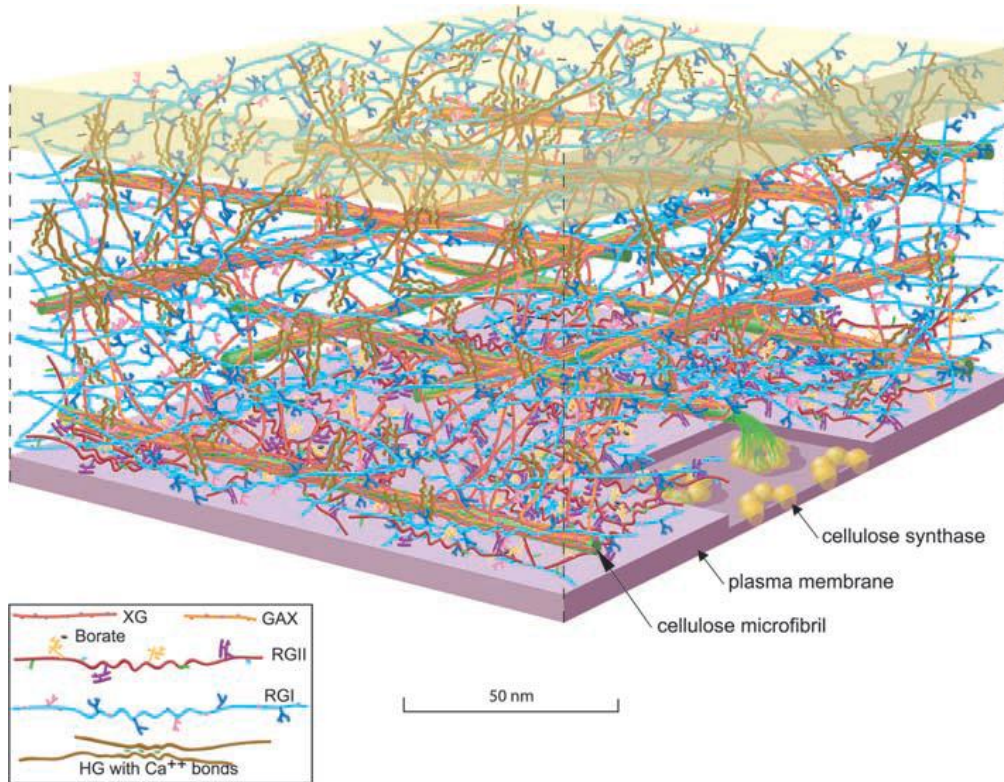 cellulose synthase
plasma membrane
cellulose microfibril
XG GAX
Borate
RGII
RGI
HG with Ca++ bonds
50 nm